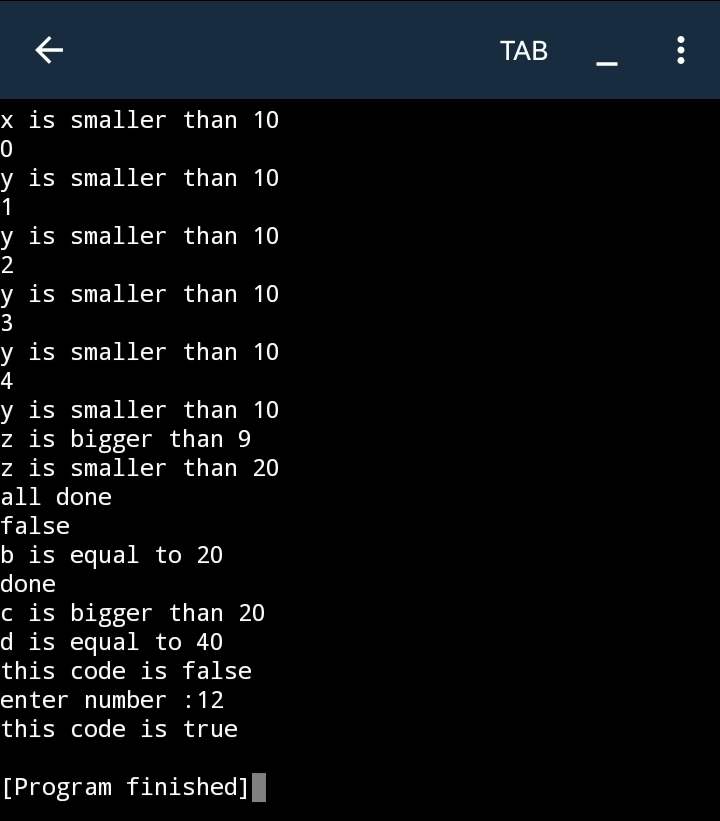 TAB _
x is smaller than 10
0
y is smaller than 10
1
y is smaller than 10
2
y is smaller than 10
3
y is smaller than 10
4
y is smaller than 10
z is bigger than 9
z is smaller than 20
all done
false
b is equal to 20
done
c is bigger than 20
d is equal to 40
this code is false
enter number :12
this code is true
[Program finished]